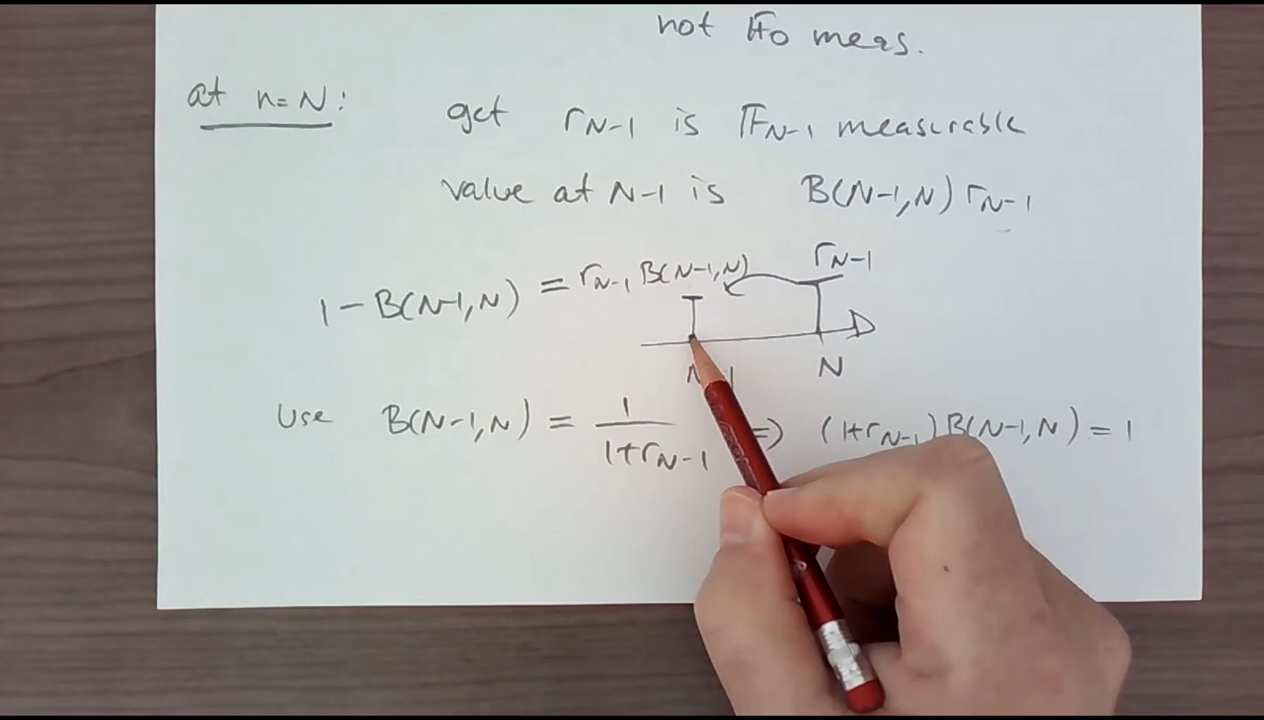 not 𝔽0 meas.
at n=N: get rN-1 is 𝔽N-1 measurable
value at N-1 is B(N-1,N) rN-1
rN-1
1-B(N-1,N) = rN-1 B(N-1,N)
N
Use B(N-1,N) = 1/(1+rN-1) => (1+rN-1)B(N-1,N) = 1